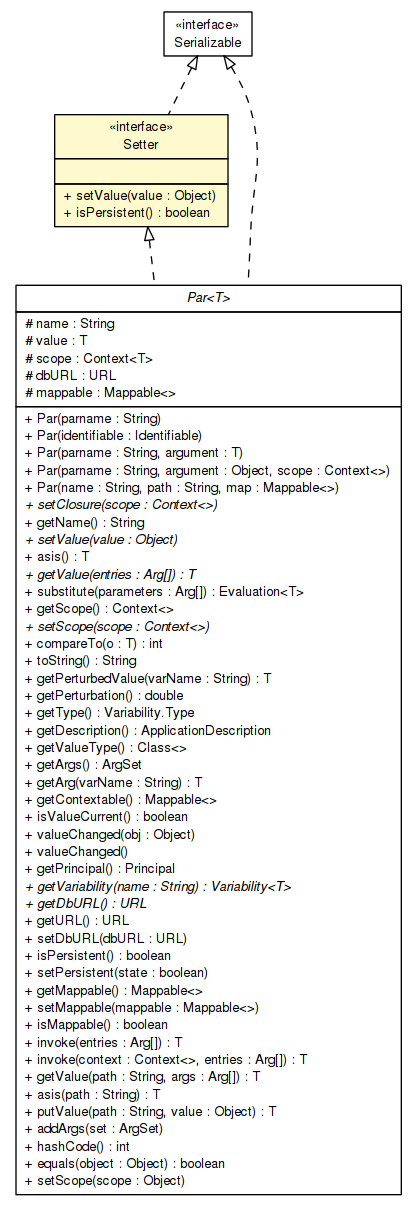 «interface»
Serializable
«interface»
Setter
+ setValue(value : Object)
+ isPersistent() : boolean
Par<T>
# name : String
# value : T
# scope : Context<T>
# dbURL : URL
# mappable : Mappable<>
+ Par(parname : String)
+ Par(identifiable : Identifiable)
+ Par(parname : String, argument : T)
+ Par(parname : String, argument : Object, scope : Context<>)
+ Par(name : String, path : String, map : Mappable<>)
+ setClosure(scope : Context<>)
+ getName() : String
+ setValue(value : Object)
+ asis() : T
+ getValue(entries : Arg[]) : T
+ substitute(parameters : Arg[]) : Evaluation<T>
+ getScope() : Context<>
+ setScope(scope : Context<>)
+ compareTo(o : T) : int
+ toString() : String
+ getPerturbedValue(varName : String) : T
+ getPerturbation() : double
+ getType() : Variability.Type
+ getDescription() : ApplicationDescription
+ getValueType() : Class<>
+ getArgs() : ArgSet
+ getArg(varName : String) : T
+ getContextable() : Mappable<>
+ isValueCurrent() : boolean
+ valueChanged(obj : Object)
+ valueChanged()
+ getPrincipal() : Principal
+ getVariability(name : String) : Variability<T>
+ getDbURL() : URL
+ getURL() : URL
+ setDbURL(dbURL : URL)
+ isPersistent() : boolean
+ setPersistent(state : boolean)
+ getMappable() : Mappable<>
+ setMappable(mappable : Mappable<>)
+ isMappable() : boolean
+ invoke(entries : Arg[]) : T
+ invoke(context : Context<>, entries : Arg[]) : T
+ getValue(path : String, args : Arg[]) : T
+ asis(path : String) : T
+ putValue(path : String, value : Object) : T
+ addArgs(set : ArgSet)
+ hashCode() : int
+ equals(object : Object) : boolean
+ setScope(scope : Object)